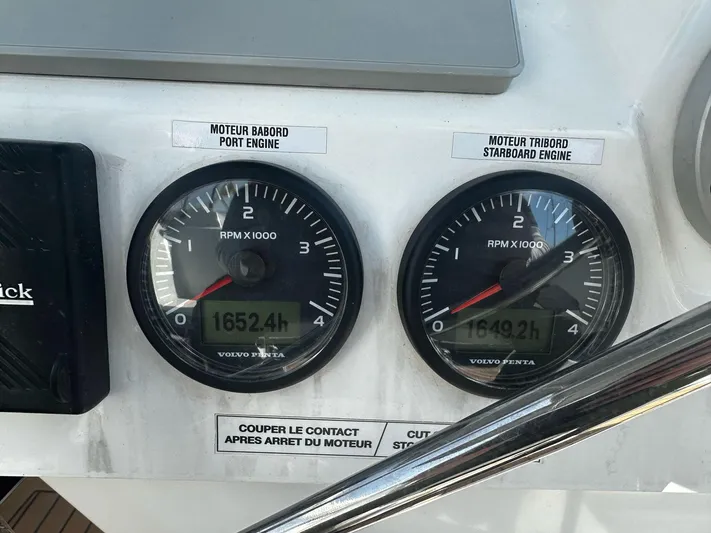 MOTEUR BABORD
PORT ENGINE
MOTEUR TRIBORD
STARBOARD ENGINE
2
RPM X 1000
1
3
0
4
1652.4h
VOLVO PENTA
2
RPM X 1000
1
3
0
4
1649.2h
VOLVO PENTA
ick
COUPER LE CONTACT
APRES ARRET DU MOTEUR
CUT